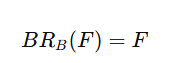 BR_B(F) = F